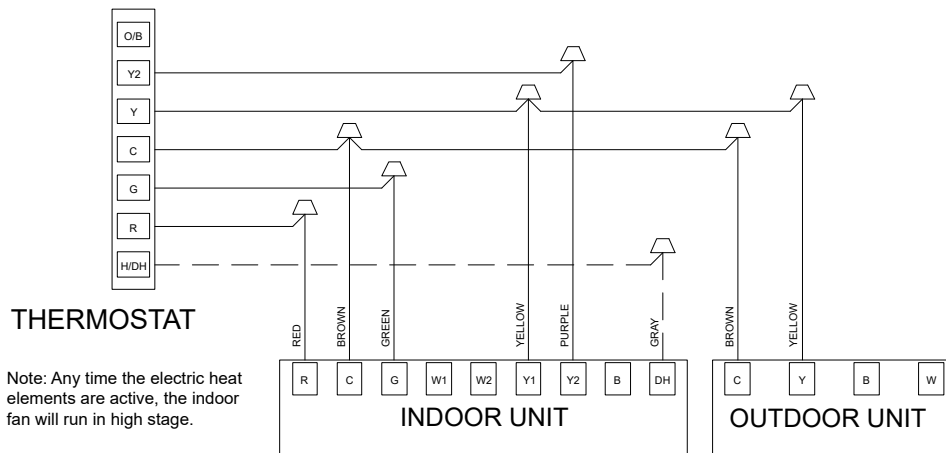 O/B
Y2
Y
C
G
R
H/DH
THERMOSTAT
Note: Any time the electric heat
elements are active, the indoor
fan will run in high stage.
RED
BROWN
GREEN
YELLOW
PURPLE
GRAY
BROWN
YELLOW
R C G W1 W2 Y1 Y2 B DH
INDOOR UNIT
C Y B W
OUTDOOR UNIT